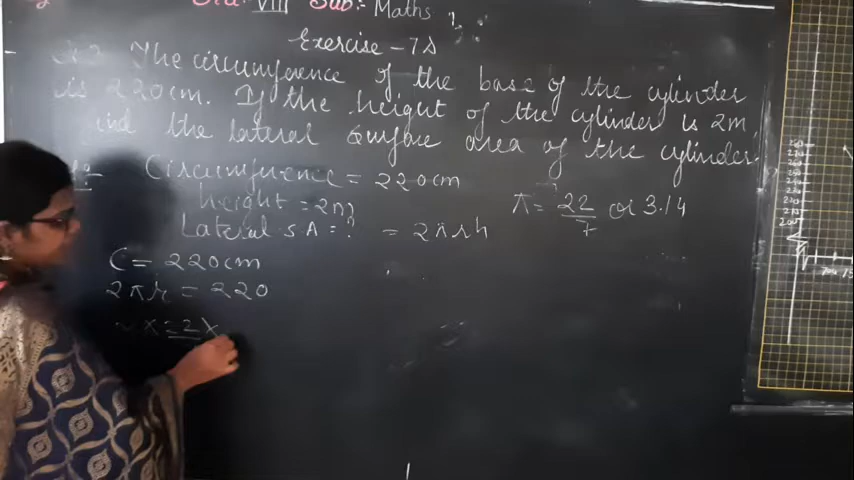 Std: VIII Sub: Maths
Exercise - 7A
The circumference of the base of the cylinder
is 220cm. If the height of the cylinder is 2m,
ind the lateral surface area of the cylinder.
Circumference = 220cm
height = 2m
π = 22/7 or 3.14
Lateral SA = ? = 2πrh
C = 220cm
2πr = 220